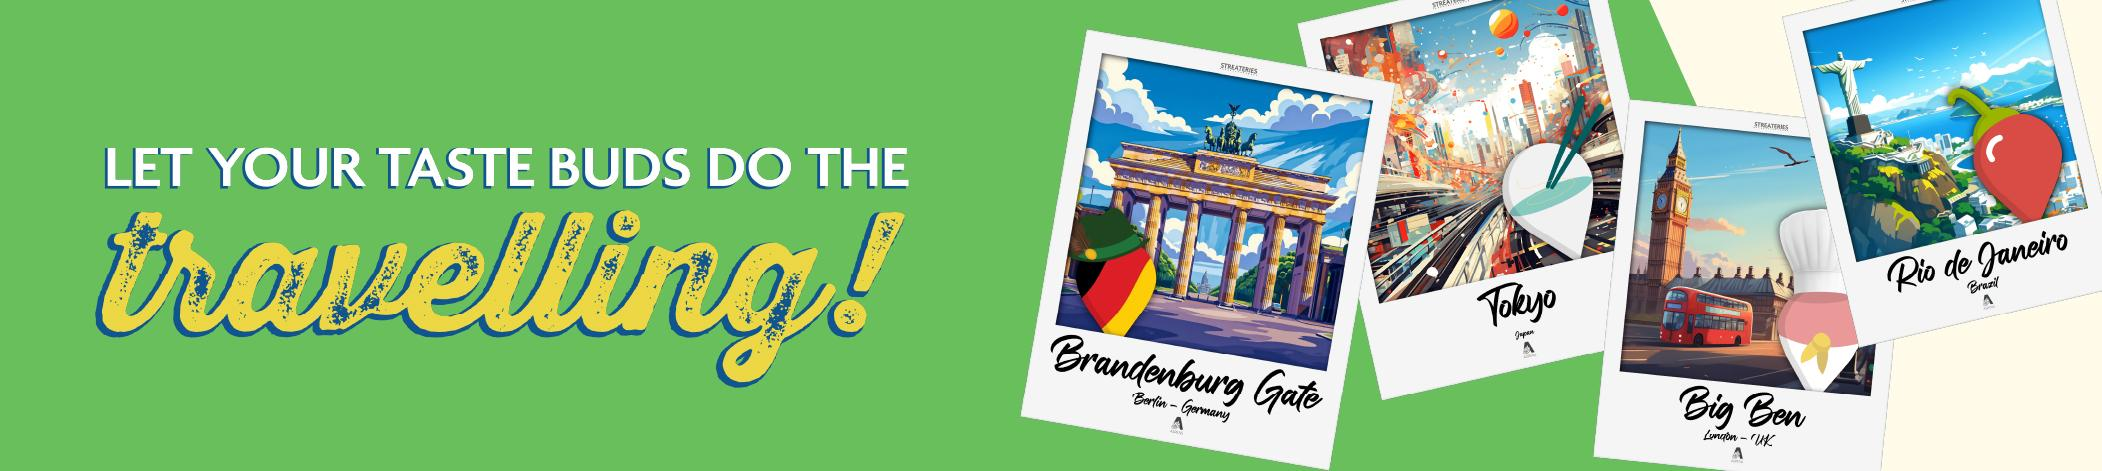 LET YOUR TASTE BUDS DO THE
travelling!
STREATERIES
Brandenburg Gate
Berlin – Germany
STREATERIES
Tokyo
Japan
STREATERIES
Big Ben
London – UK
Rio de Janeiro
Brazil